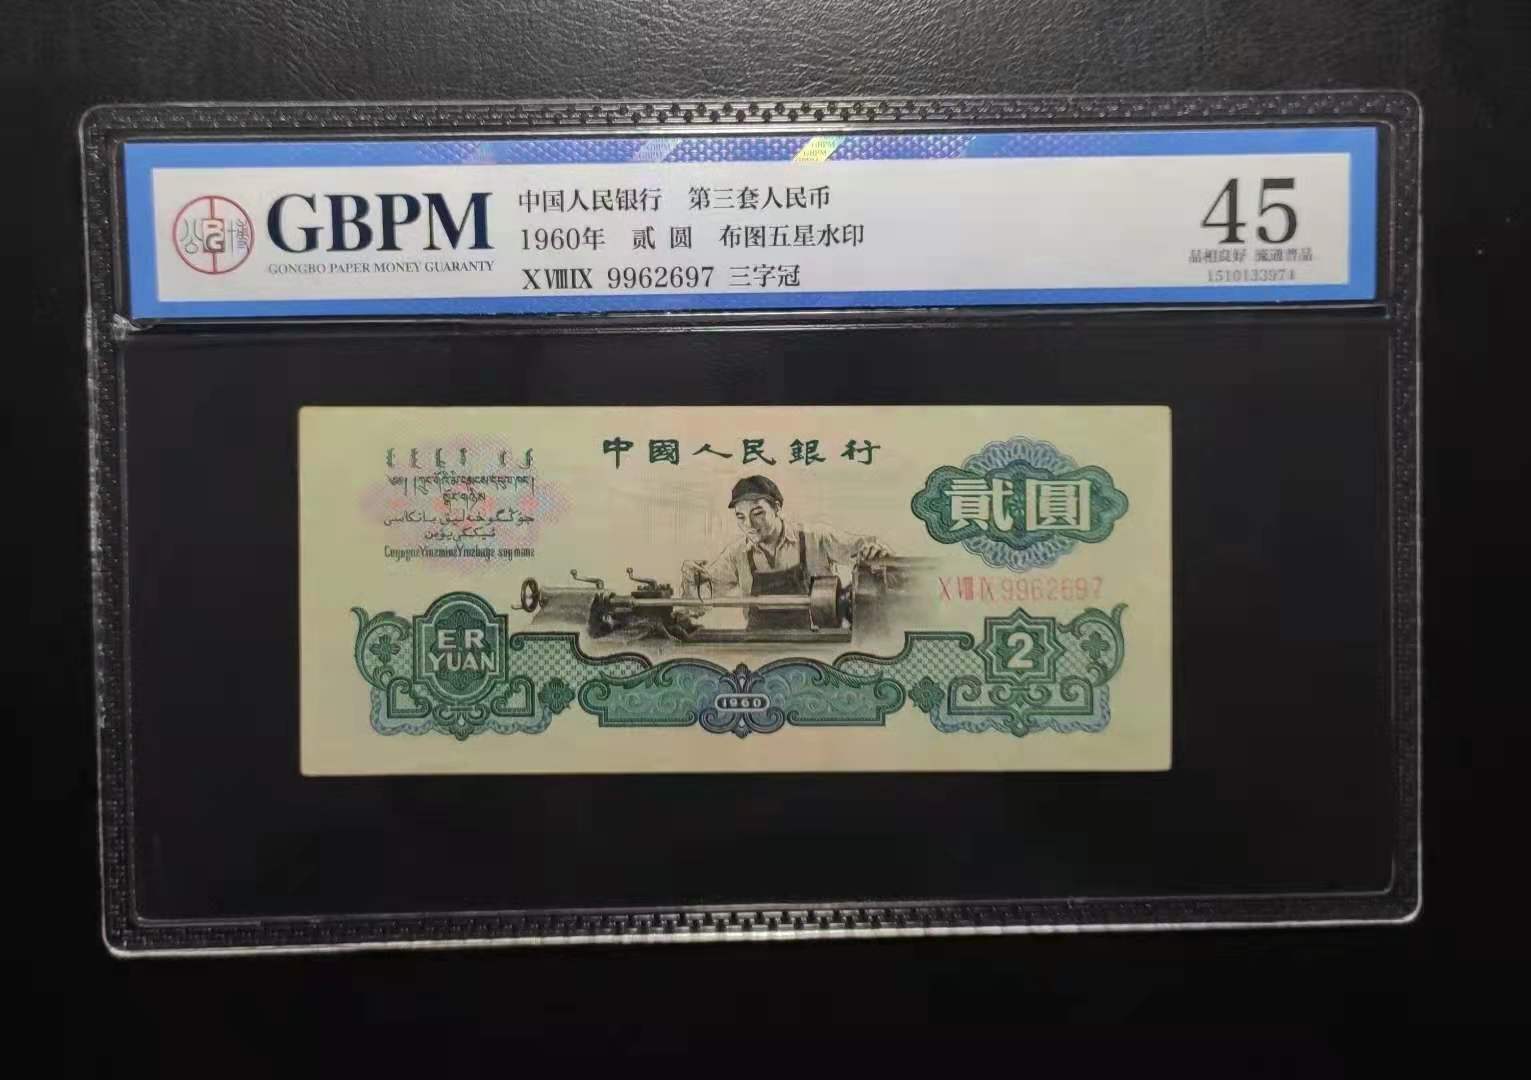 GBPM
GONGBO PAPER MONEY GUARANTY
中国人民银行 第三套人民币
1960年 贰 圆 布图五星水印
XⅧⅨ 9962697 三字冠
45
品相良好 流通普品
1510133974
中國人民銀行
貳圓
XⅧⅨ 9962697
ER
YUAN
2
1960